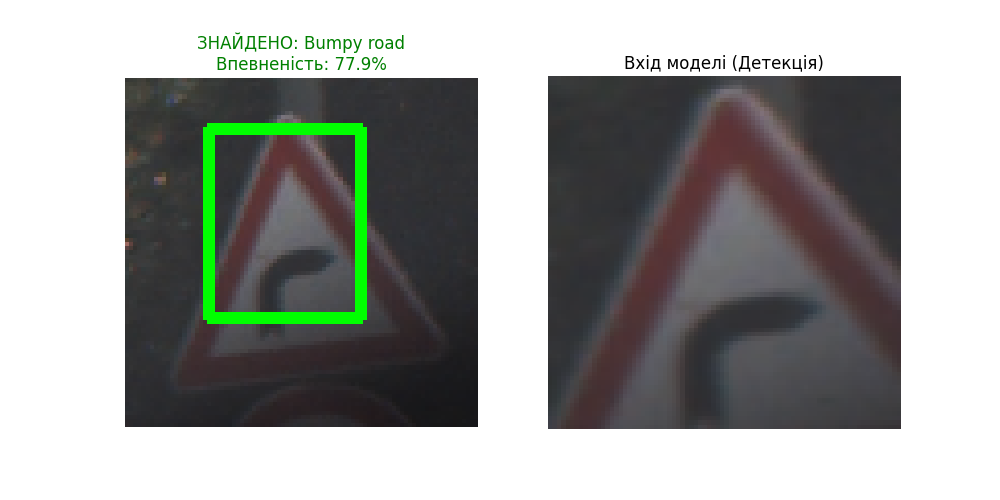 ЗНАЙДЕНО: Bumpy road
Впевненість: 77.9%
Вхід моделі (Детекція)